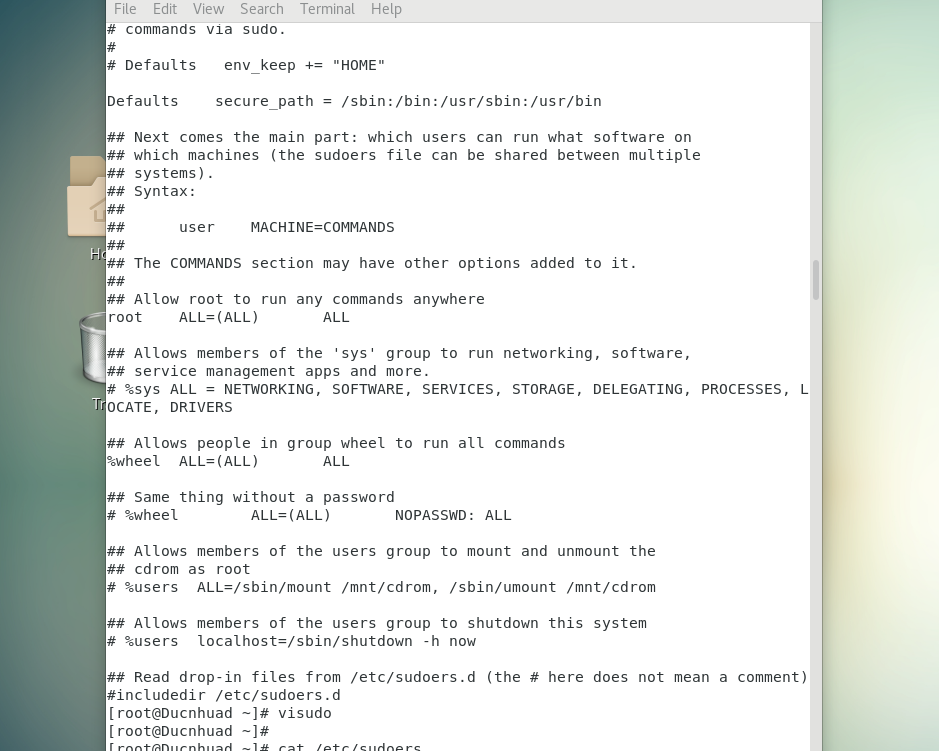 File Edit View Search Terminal Help
# commands via sudo.
#
# Defaults   env_keep += "HOME"
Defaults    secure_path = /sbin:/bin:/usr/sbin:/usr/bin
## Next comes the main part: which users can run what software on
## which machines (the sudoers file can be shared between multiple
## systems).
## Syntax:
##
##      user    MACHINE=COMMANDS
##
## The COMMANDS section may have other options added to it.
##
## Allow root to run any commands anywhere
root    ALL=(ALL)       ALL
## Allows members of the 'sys' group to run networking, software,
## service management apps and more.
# %sys ALL = NETWORKING, SOFTWARE, SERVICES, STORAGE, DELEGATING, PROCESSES, L
OCATE, DRIVERS
## Allows people in group wheel to run all commands
%wheel  ALL=(ALL)       ALL
## Same thing without a password
# %wheel        ALL=(ALL)       NOPASSWD: ALL
## Allows members of the users group to mount and unmount the
## cdrom as root
# %users  ALL=/sbin/mount /mnt/cdrom, /sbin/umount /mnt/cdrom
## Allows members of the users group to shutdown this system
# %users  localhost=/sbin/shutdown -h now
## Read drop-in files from /etc/sudoers.d (the # here does not mean a comment)
#includedir /etc/sudoers.d
[root@Ducnhuad ~]# visudo
[root@Ducnhuad ~]#
[root@Ducnhuad ~]# cat /etc/sudoers